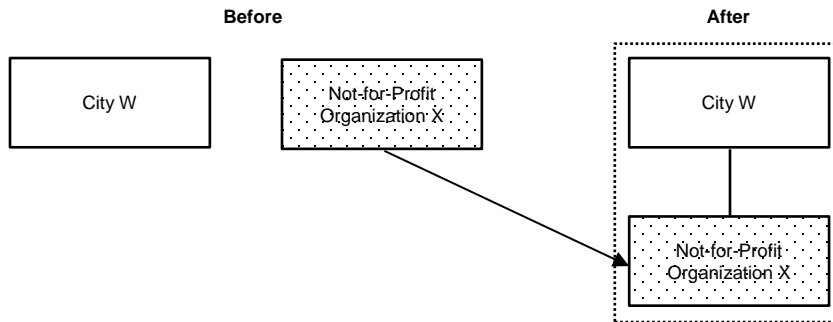 Before
After
City W
Not-for-Profit
Organization X
City W
Not-for-Profit
Organization X